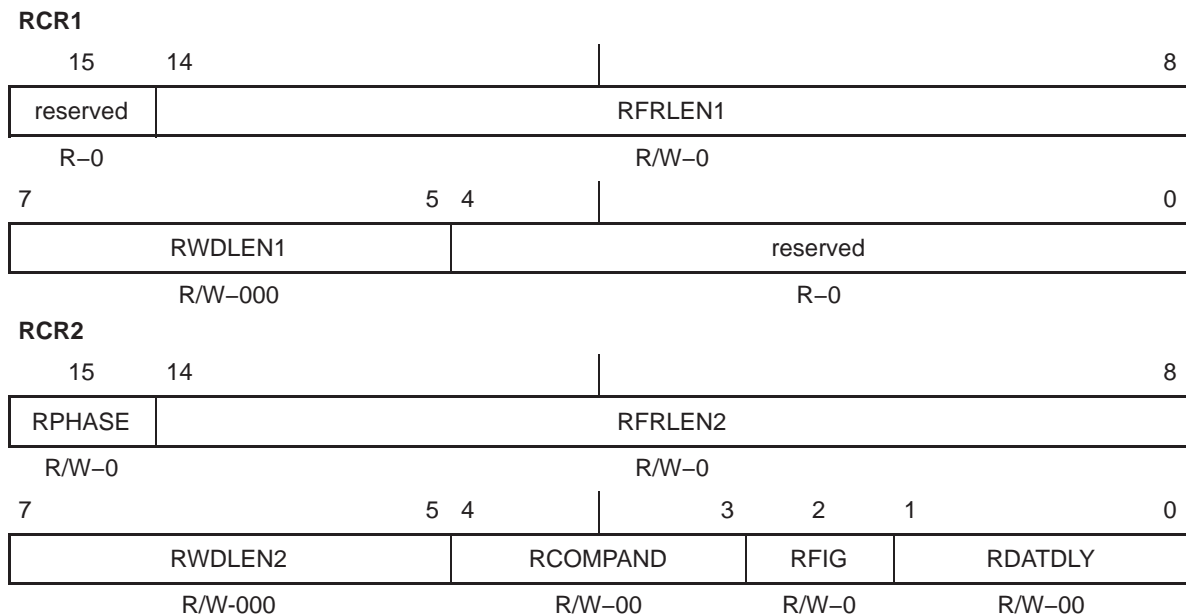 RCR1
15 14 8
reserved RFRLEN1
R−0 R/W−0
7 5 4 0
RWDLEN1 reserved
R/W−000 R−0
RCR2
15 14 8
RPHASE RFRLEN2
R/W−0 R/W−0
7 5 4 3 2 1 0
RWDLEN2 RCOMPAND RFIG RDATDLY
R/W-000 R/W−00 R/W−0 R/W−00